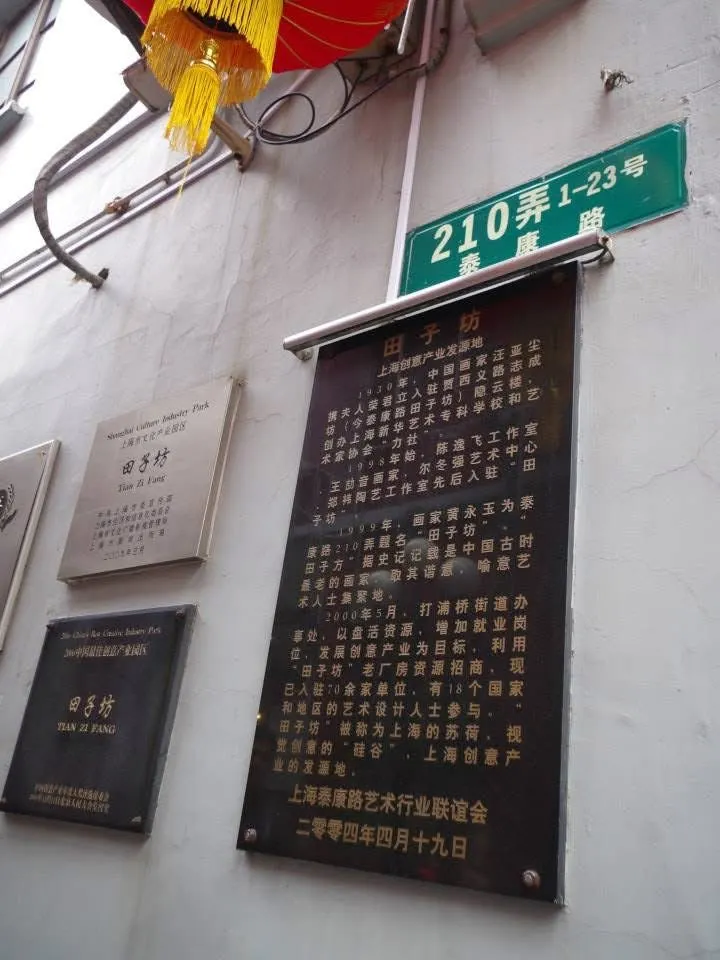 210弄 1-23号
泰康路
田子坊
上海创意产业发源地
1930年,中国画家汪亚尘
携夫人荣君立入驻贾西义路志成
坊(今泰康路田子坊)隐云楼,
创办上海新华艺术专科学校和艺
术家协会“力社”。
1998年始,陈逸飞工作室
、王劼音画家、尔冬强艺术中心
、郑祎陶艺工作室先后入驻“田
子坊”。
1999年,画家黄永玉为泰
康路210弄题名“田子坊”。“
田子方”据史记记载是中国古时
最老的画家,取其谐意,喻意艺
术人士集聚地。
2000年5月,打浦桥街道办
事处,以盘活资源,增加就业岗
位,发展创意产业为目标,利用
“田子坊”老厂房资源招商,现
已入驻70余家单位,有18个国家
和地区的艺术设计人士参与。“
田子坊”被称为上海的苏荷,视
觉创意的“硅谷”,上海创意产
业的发源地。
上海泰康路艺术行业联谊会
二零零四年四月十九日
Shanghai Culture Industry Park
上海市文化产业园区
田子坊
Tian Zi Fang
2006 China's Best Creative Industry Park
2006中国最佳创意产业园区
田子坊
TIAN ZI FANG